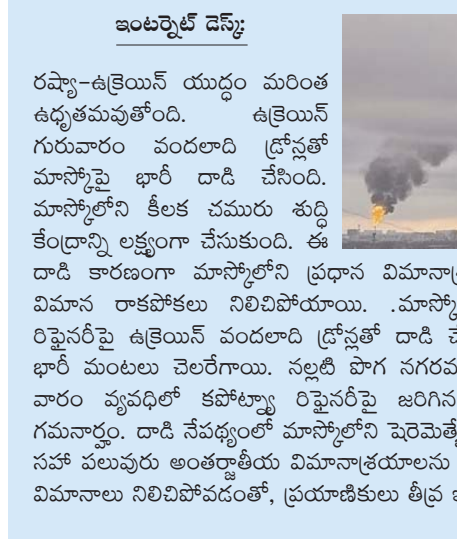 ఇంటర్నెట్ డెస్క్:
రష్యా-ఉక్రెయిన్ యుద్ధం మరింత
ఉధృతమవుతోంది. ఉక్రెయిన్
గురువారం వందలాది డ్రోన్లతో
మాస్కోపై భారీ దాడి చేసింది.
మాస్కోలోని కీలక చమురు శుద్ధి
కేంద్రాన్ని లక్ష్యంగా చేసుకుంది. ఈ
దాడి కారణంగా మాస్కోలోని ప్రధాన
విమాన రాకపోకలు నిలిచిపోయాయి.
రిఫైనరీపై ఉక్రెయిన్ వందలాది డ్రోన్లతో దాడి
భారీ మంటలు చెలరేగాయి. నల్లటి పొగ
వారం వ్యవధిలో కపోట్న్యా రిఫైనరీపై జరిగిన
గమనార్హం. దాడి నేపథ్యంలో మాస్కోలోని
సహా పలువురు అంతర్జాతీయ విమానాశ్రయాలను
విమానాలు నిలిచిపోవడంతో, ప్రయాణికులు తీవ్ర